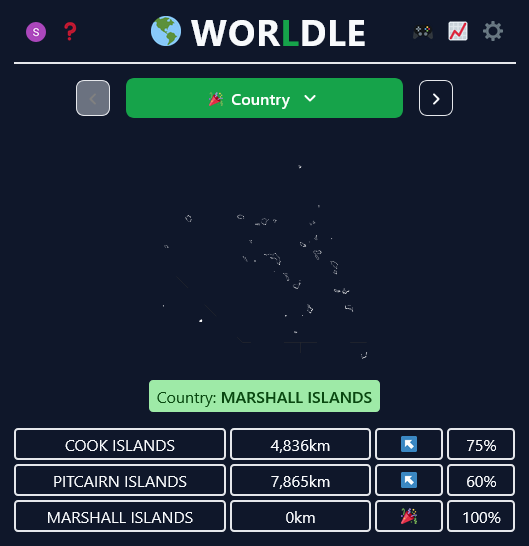 S
?
WORLDLE
Country
Country: MARSHALL ISLANDS
COOK ISLANDS 4,836km 75%
PITCAIRN ISLANDS 7,865km 60%
MARSHALL ISLANDS 0km 100%